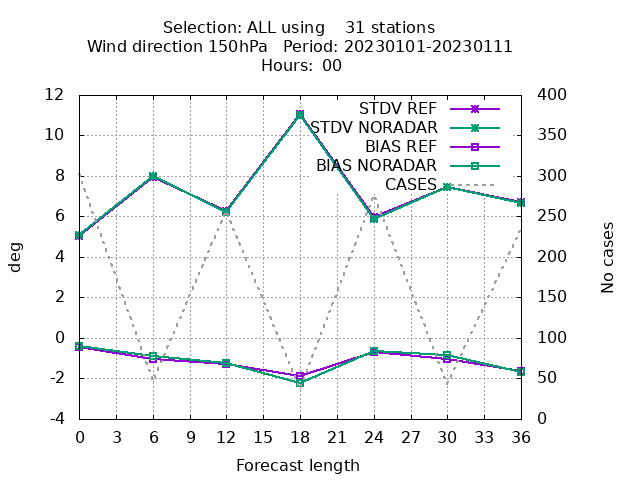 Selection: ALL using    31 stations
Wind direction 150hPa   Period: 20230101-20230111
Hours: 00
STDV REF
STDV NORADAR
BIAS REF
BIAS NORADAR
CASES
12
10
8
6
4
2
0
-2
-4
deg
400
350
300
250
200
150
100
50
0
No cases
0 3 6 9 12 15 18 21 24 27 30 33 36
Forecast length